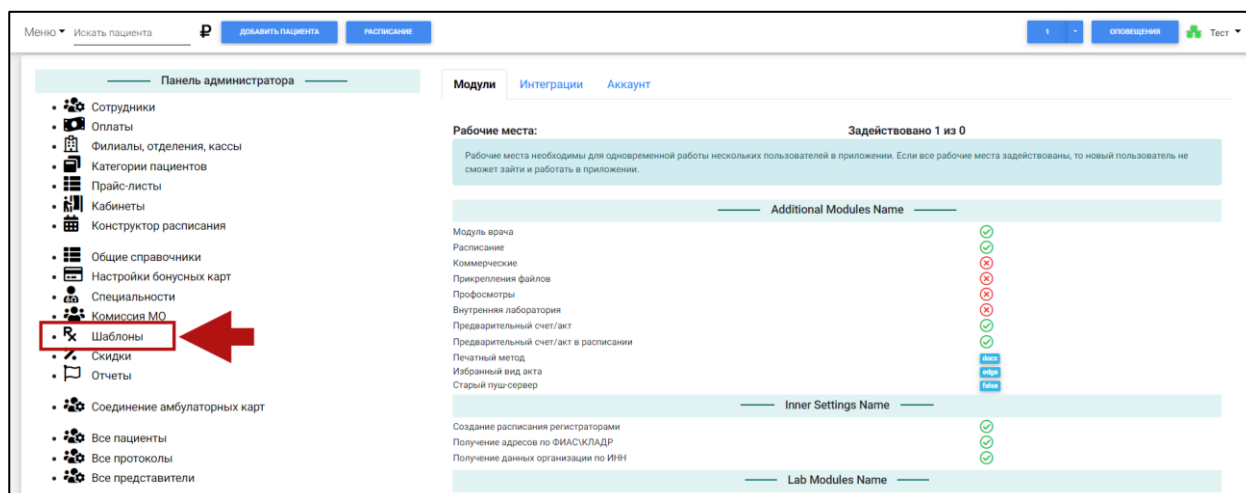 Меню Искать пациента ₽ ДОБАВИТЬ ПАЦИЕНТА РАСПИСАНИЕ 1 ОПОВЕЩЕНИЯ Тест
Панель администратора
Сотрудники
Оплаты
Филиалы, отделения, кассы
Категории пациентов
Прайс-листы
Кабинеты
Конструктор расписания
Общие справочники
Настройки бонусных карт
Специальности
Комиссия МО
Rx Шаблоны
Скидки
Отчеты
Соединение амбулаторных карт
Все пациенты
Все протоколы
Все представители
Модули Интеграции Аккаунт
Рабочие места: Задействовано 1 из 0
Рабочие места необходимы для одновременной работы нескольких пользователей в приложении. Если все рабочие места задействованы, то новый пользователь не
сможет зайти и работать в приложении.
Additional Modules Name
Модуль врача
Расписание
Коммерческие
Прикрепления файлов
Профосмотры
Внутренняя лаборатория
Предварительный счет/акт
Предварительный счет/акт в расписании
Печатный метод docx
Избранный вид акта edge
Старый пуш-сервер false
Inner Settings Name
Создание расписания регистраторами
Получение адресов по ФИАС\КЛАДР
Получение данных организации по ИНН
Lab Modules Name